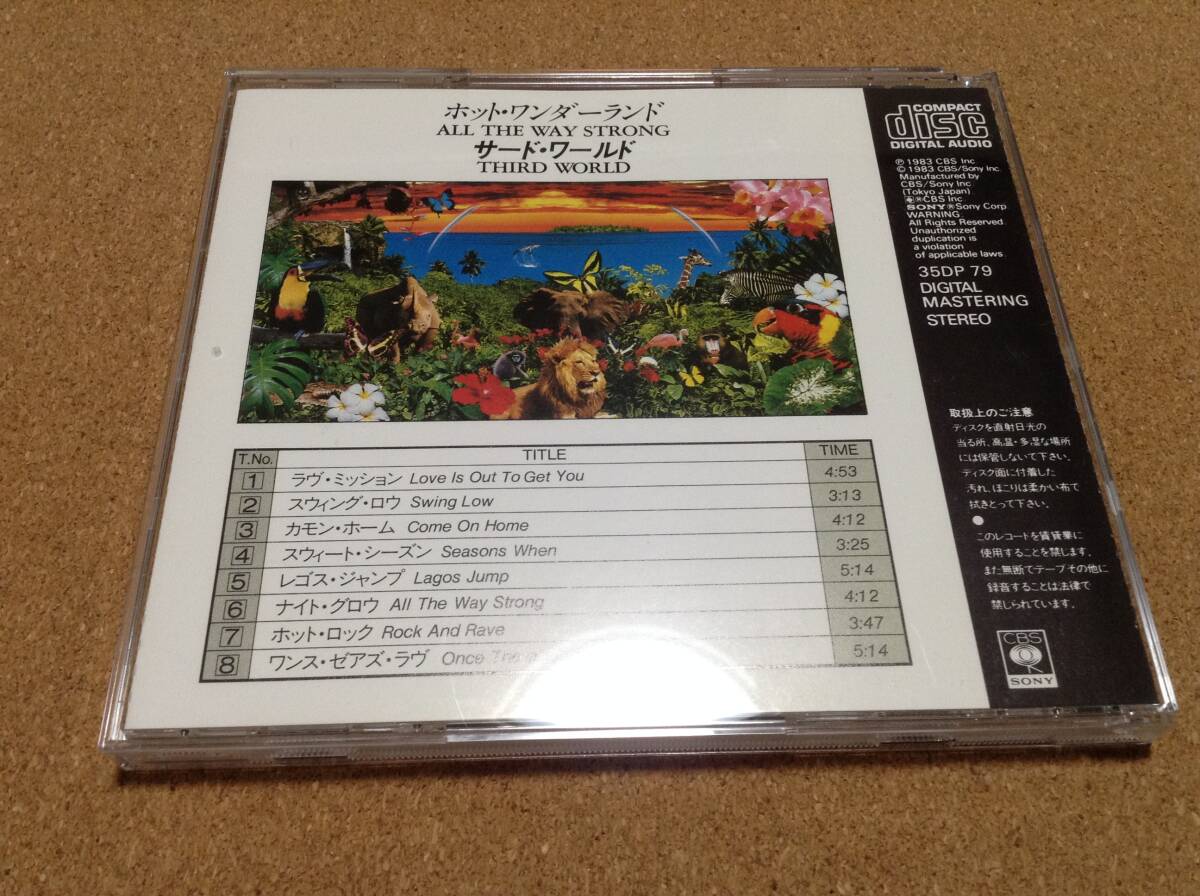 ホット・ワンダーランド
ALL THE WAY STRONG
サード・ワールド
THIRD WORLD
T.No. TITLE TIME
1 ラヴ・ミッション Love Is Out To Get You 4:53
2 スウィング・ロウ Swing Low 3:13
3 カモン・ホーム Come On Home 4:12
4 スウィート・シーズン Seasons When 3:25
5 レゴス・ジャンプ Lagos Jump 5:14
6 ナイト・グロウ All The Way Strong 4:12
7 ホット・ロック Rock And Rave 3:47
8 ワンス・ゼアズ・ラヴ Once 5:14
COMPACT
disc
DIGITAL AUDIO
℗ 1983 CBS Inc.
© 1983 CBS/Sony Inc.
Manufactured by
CBS/Sony Inc.
(Tokyo Japan)
®CBS Inc
SONY ® Sony Corp
WARNING
All Rights Reserved.
Unauthorized
duplication is
a violation
of applicable laws.
35DP 79
DIGITAL
MASTERING
STEREO
取扱上のご注意
ディスクを直射日光の
当る所、高温・多湿な場所
には保管しないで下さい。
ディスク面に付着した
汚れ、ほこりは柔かい布で
拭きとって下さい。
●
このレコードを賃貸業に
使用することを禁じます。
また無断でテープその他に
録音することは法律で
禁じられています。
CBS
SONY